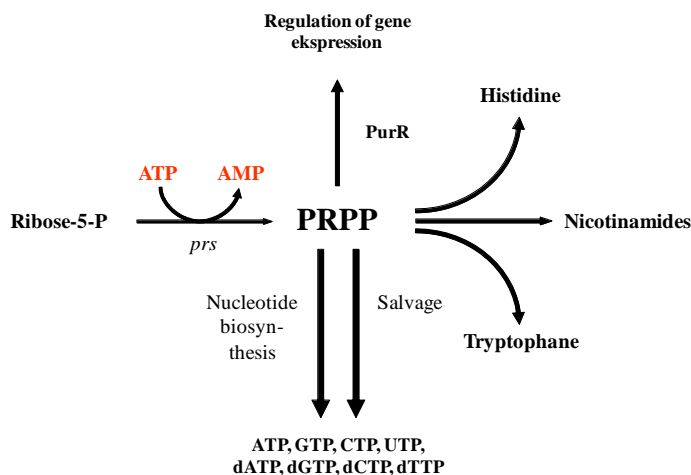 Regulation of gene
ekspression
Histidine
PurR
ATP
AMP
Ribose-5-P
PRPP
Nicotinamides
prs
Nucleotide
biosyn-
thesis
Salvage
Tryptophane
ATP, GTP, CTP, UTP,
dATP, dGTP, dCTP, dTTP